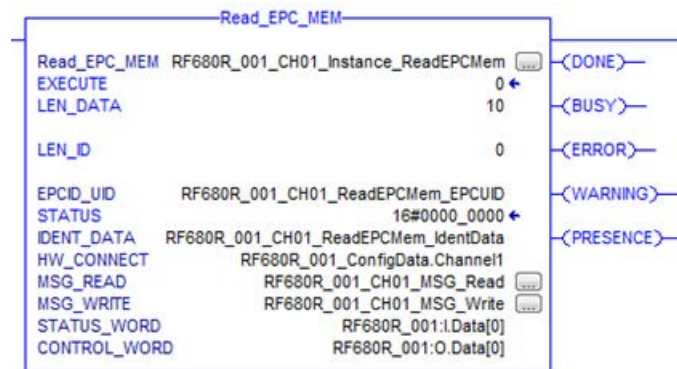 Read_EPC_MEM
Read_EPC_MEM RF680R_001_CH01_Instance_ReadEPCMem ... (DONE)
EXECUTE 0
LEN_DATA 10 (BUSY)
LEN_ID 0 (ERROR)
EPCID_UID RF680R_001_CH01_ReadEPCMem_EPCUID (WARNING)
STATUS 16#0000_0000
IDENT_DATA RF680R_001_CH01_ReadEPCMem_IdentData (PRESENCE)
HW_CONNECT RF680R_001_ConfigData.Channel1
MSG_READ RF680R_001_CH01_MSG_Read ...
MSG_WRITE RF680R_001_CH01_MSG_Write ...
STATUS_WORD RF680R_001:I.Data[0]
CONTROL_WORD RF680R_001:O.Data[0]